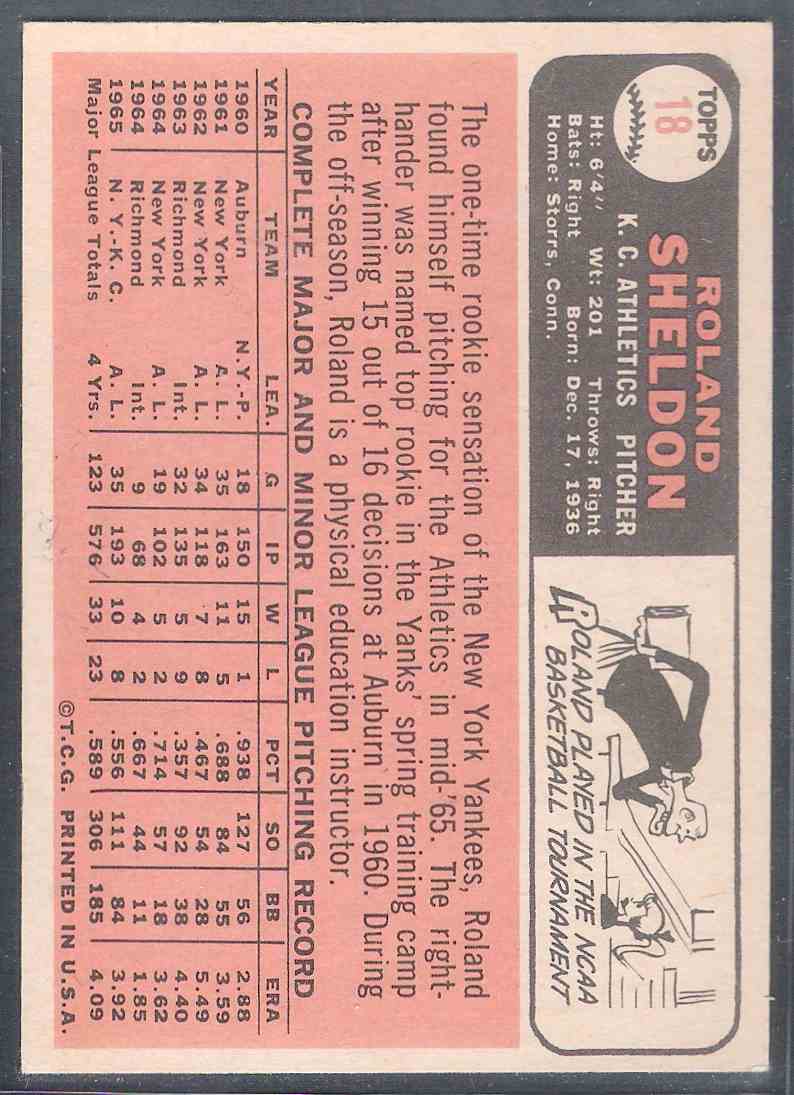 TOPPS
18
ROLAND
SHELDON
K. C. ATHLETICS PITCHER
Ht: 6'4" Wt: 201 Throws: Right
Bats: Right Born: Dec. 17, 1936
Home: Storrs, Conn.
ROLAND PLAYED IN THE NCAA
BASKETBALL TOURNAMENT
The one-time rookie sensation of the New York Yankees, Roland
found himself pitching for the Athletics in mid-'65. The right-
hander was named top rookie in the Yanks' spring training camp
after winning 15 out of 16 decisions at Auburn in 1960. During
the off-season, Roland is a physical education instructor.
COMPLETE MAJOR AND MINOR LEAGUE PITCHING RECORD
YEAR TEAM LEA. G IP W L PCT SO BB ERA
1960 Auburn N.Y.-P. 18 150 15 1 .938 127 56 2.88
1961 New York A. L. 35 163 11 5 .688 84 55 3.59
1962 New York A. L. 34 118 7 8 .467 54 28 5.49
1963 Richmond Int. 32 135 5 9 .357 92 38 4.40
1964 New York A. L. 19 102 5 2 .714 57 18 3.62
1964 Richmond Int. 9 68 4 2 .667 44 11 1.85
1965 N. Y.-K. C. A. L. 35 193 10 8 .556 111 84 3.92
Major League Totals 4 Yrs. 123 576 33 23 .589 306 185 4.09
©T.C.G. PRINTED IN U.S.A.